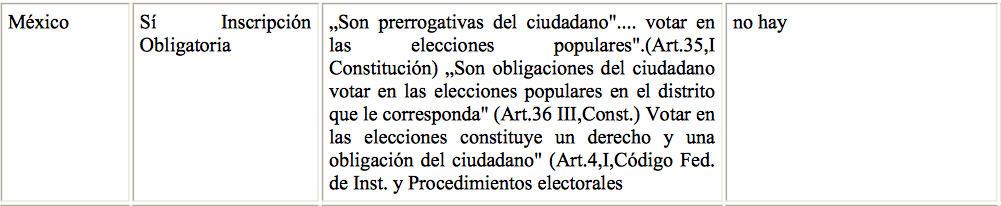 México
Sí Inscripción
Obligatoria
„Son prerrogativas del ciudadano".... votar en
las elecciones populares".(Art.35,I
Constitución) „Son obligaciones del ciudadano
votar en las elecciones populares en el distrito
que le corresponda" (Art.36 III,Const.) Votar en
las elecciones constituye un derecho y una
obligación del ciudadano" (Art.4,I,Código Fed.
de Inst. y Procedimientos electorales
no hay